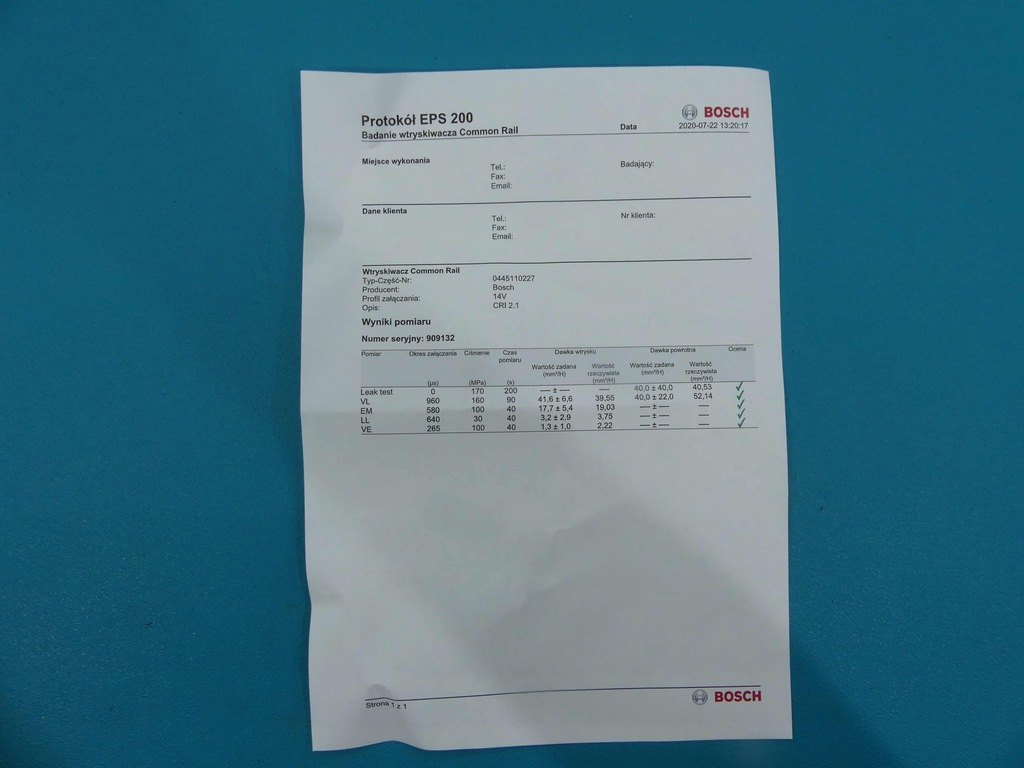 Protokół EPS 200
BOSCH
Badanie wtryskiwacza Common Rail
Data
2020-07-22 13:20:17
Miejsce wykonania
Tel.:
Badający:
Fax:
Email:
Dane klienta
Tel.:
Nr klienta:
Fax:
Email:
Wtryskiwacz Common Rail
Typ-Część-Nr: 0445110227
Producent: Bosch
Profil załączania: 14V
Opis: CRI 2.1
Wyniki pomiaru
Numer seryjny: 909132
Pomiar Okres załączania Ciśnienie Czas pomiaru Dawka wtrysku Dawka powrotna Ocena
Wartość zadana (mm³/H) Wartość rzeczywista (mm³/H) Wartość zadana (mm³/H) Wartość rzeczywista (mm³/H)
(µs) (MPa) (s)
Leak test 0 170 200 ---- ± ---- ---- 40,0 ± 40,0 40,53 ✓
VL 960 160 90 41,6 ± 6,6 39,55 40,0 ± 22,0 52,14 ✓
EM 580 100 40 17,7 ± 5,4 19,03 ---- ± ---- ---- ✓
LL 640 30 40 3,2 ± 2,9 3,75 ---- ± ---- ---- ✓
VE 265 100 40 1,3 ± 1,0 2,22 ---- ± ---- ---- ✓
Strona 1 z 1
BOSCH